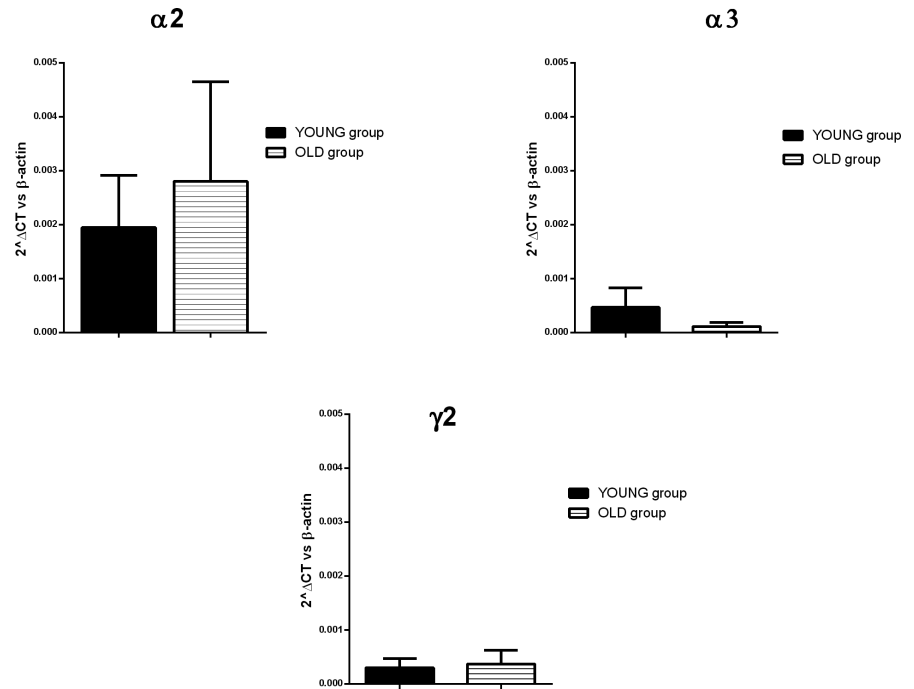 α2
0.005
0.004
0.003
0.002
0.001
0.000
2^ΔCT vs β-actin
YOUNG group
OLD group
α3
0.005
0.004
0.003
0.002
0.001
0.000
2^ΔCT vs β-actin
YOUNG group
OLD group
γ2
0.005
0.004
0.003
0.002
0.001
0.000
2^ΔCT vs β-actin
YOUNG group
OLD group